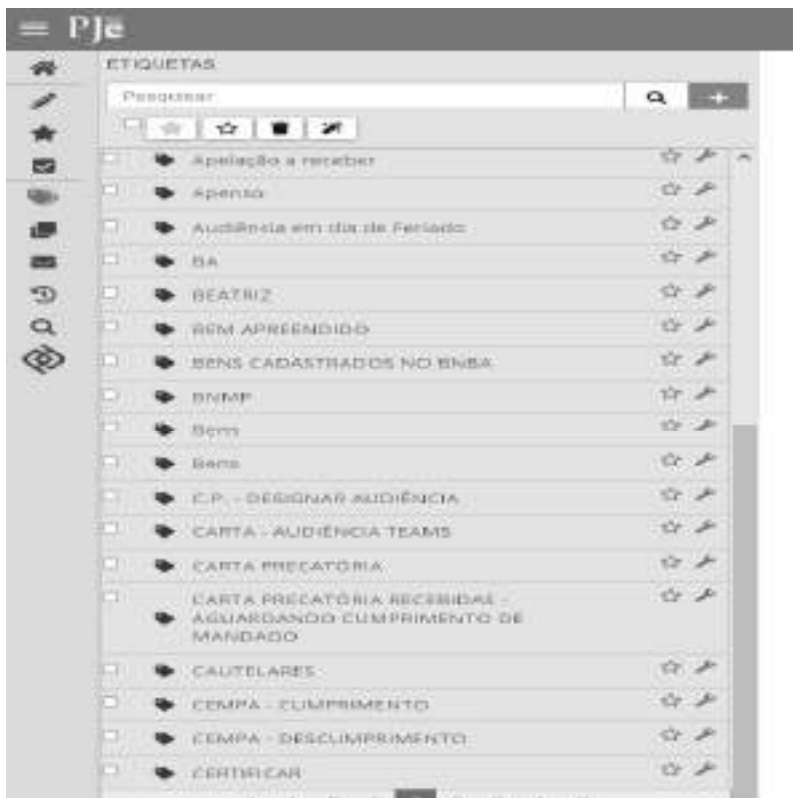 PJe
ETIQUETAS
Pesquisar
Apelação a receber
Apenso
Audiência em dia de Feriado
BA
BEATRIZ
BEM APREENDIDO
BENS CADASTRADOS NO BNBA
BNMP
Bens
Bens
C.P. - DESIGNAR AUDIÊNCIA
CARTA - AUDIÊNCIA TEAMS
CARTA PRECATÓRIA
CARTA PRECATÓRIA RECEBIDAS -
AGUARDANDO CUMPRIMENTO DE
MANDADO
CAUTELARES
CEMPA - CUMPRIMENTO
CEMPA - DESCUMPRIMENTO
CERTIFICAR